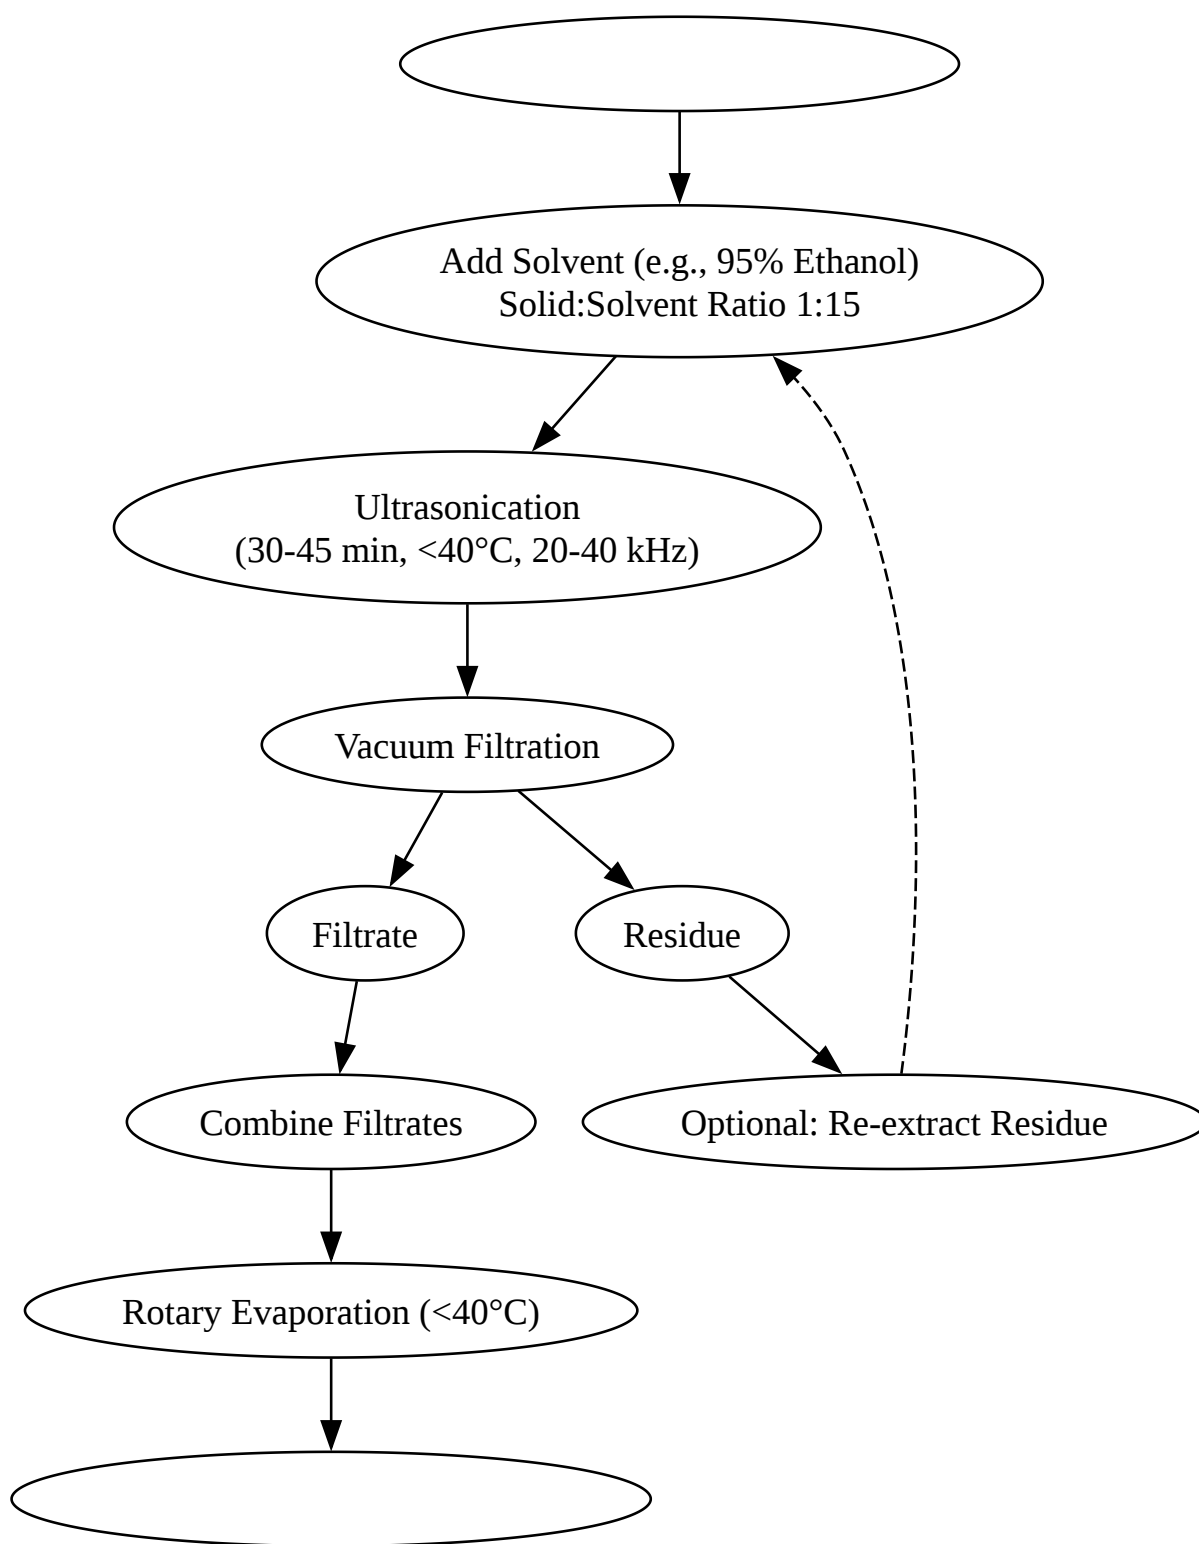 Add Solvent (e.g., 95% Ethanol)
Solid:Solvent Ratio 1:15
Ultrasonication
(30-45 min, <40°C, 20-40 kHz)
Vacuum Filtration
Filtrate
Residue
Combine Filtrates
Optional: Re-extract Residue
Rotary Evaporation (<40°C)